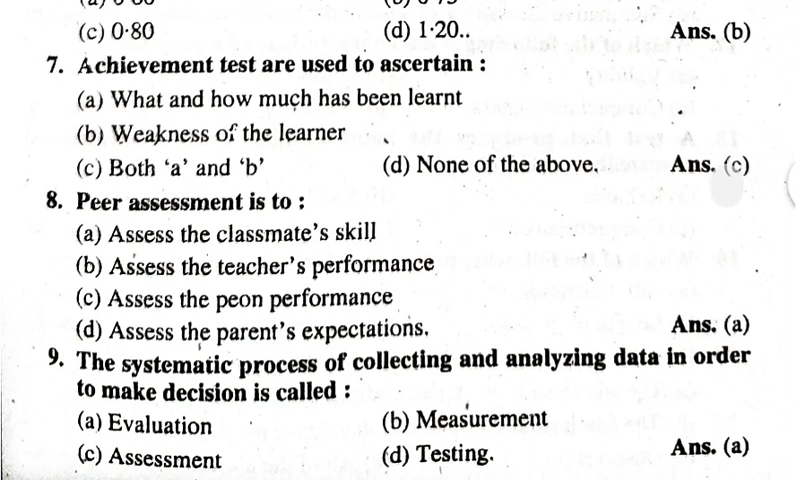 (c) 0·80 (d) 1·20.. Ans. (b)
7. Achievement test are used to ascertain :
(a) What and how much has been learnt
(b) Weakness of the learner
(c) Both ‘a’ and ‘b’ (d) None of the above. Ans. (c)
8. Peer assessment is to :
(a) Assess the classmate’s skill
(b) Assess the teacher’s performance
(c) Assess the peon performance
(d) Assess the parent’s expectations. Ans. (a)
9. The systematic process of collecting and analyzing data in order
to make decision is called :
(a) Evaluation (b) Measurement
(c) Assessment (d) Testing. Ans. (a)